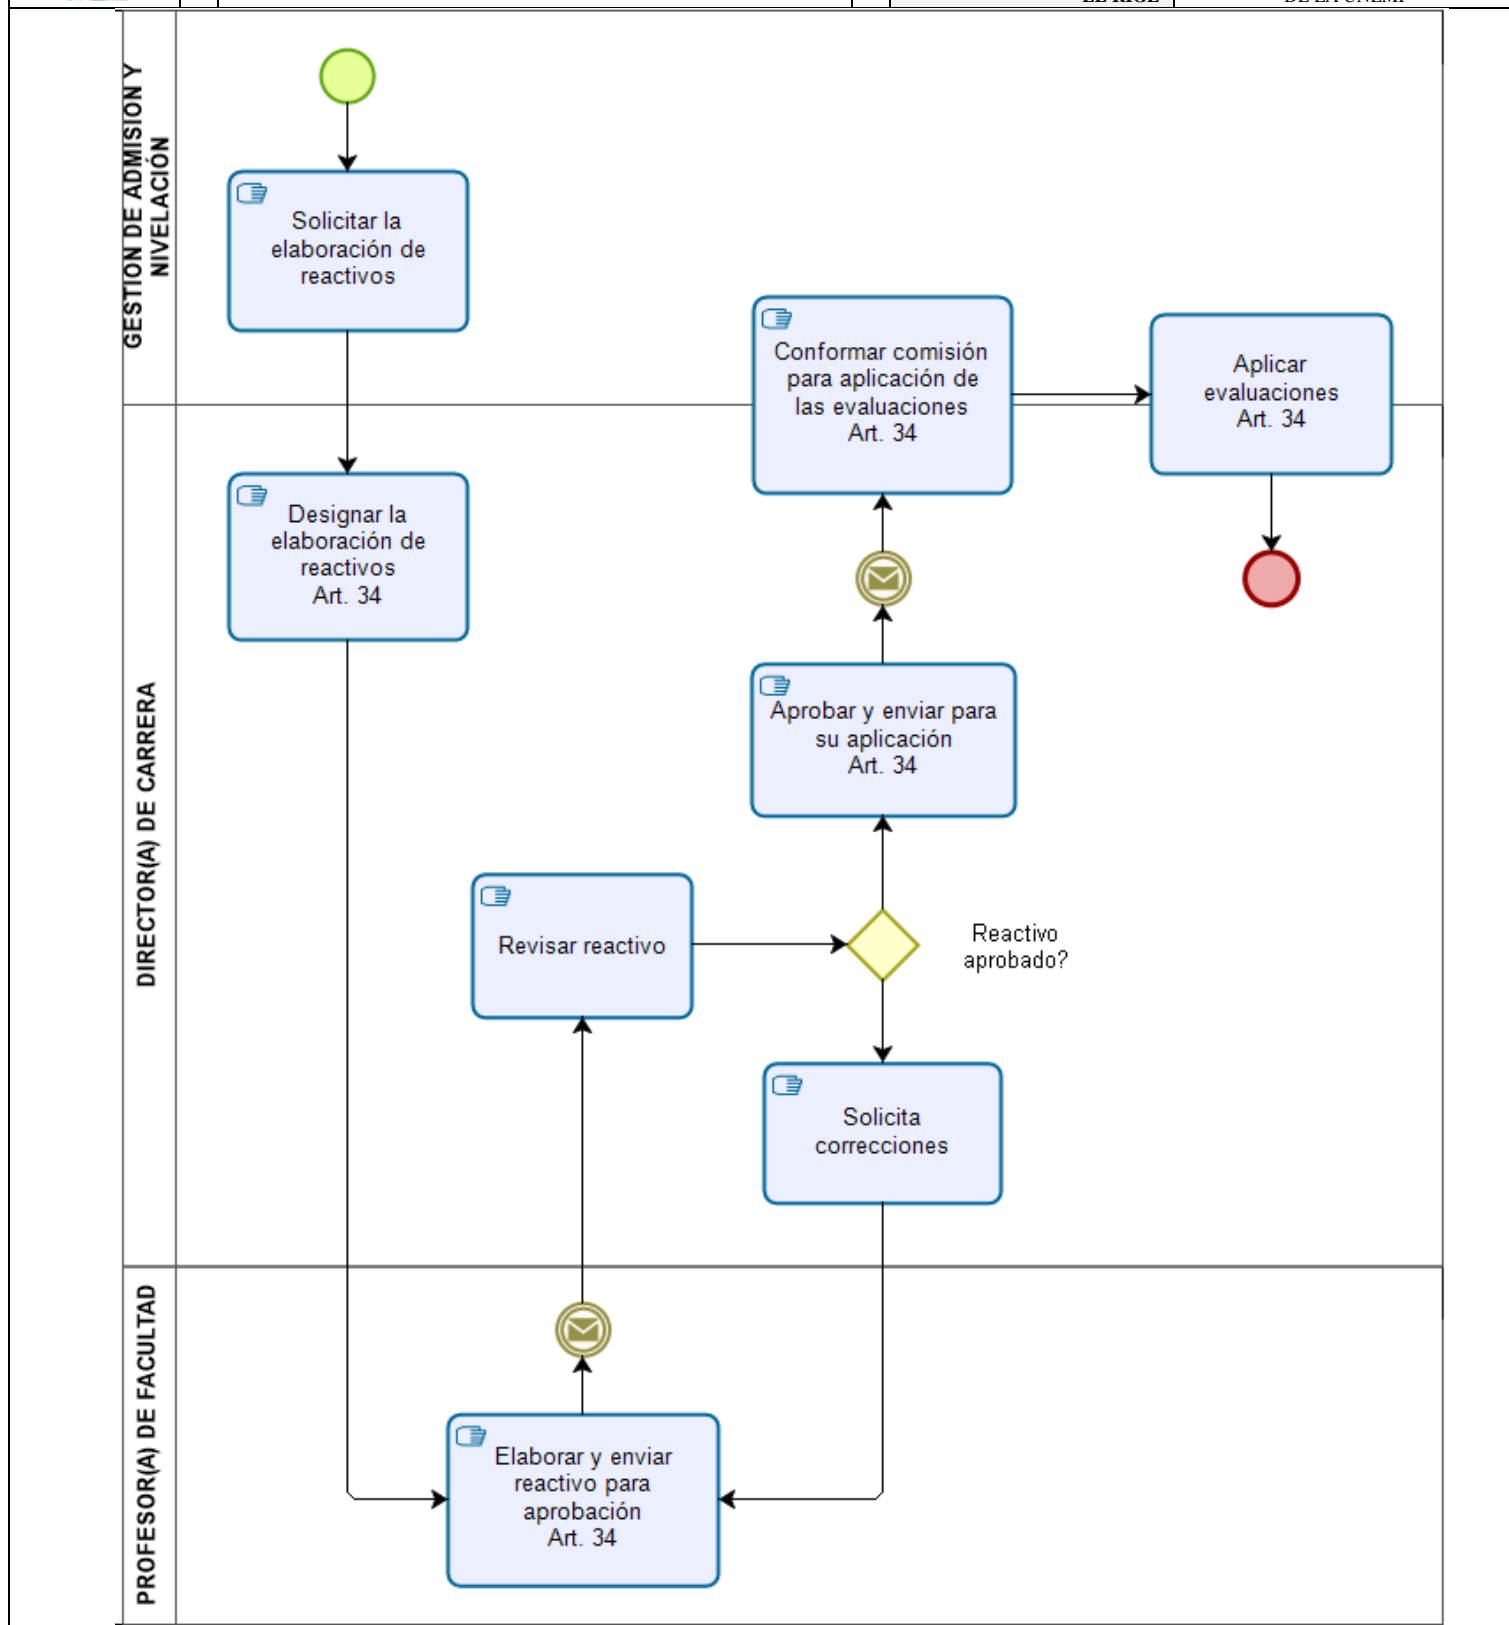 GESTION DE ADMISION Y
NIVELACIÓN
Solicitar la
elaboración de
reactivos
Conformar comisión
para aplicación de
las evaluaciones
Art. 34
Aplicar
evaluaciones
Art. 34
DIRECTOR(A) DE CARRERA
Designar la
elaboración de
reactivos
Art. 34
Aprobar y enviar para
su aplicación
Art. 34
Revisar reactivo
Reactivo
aprobado?
Solicita
correcciones
PROFESOR(A) DE FACULTAD
Elaborar y enviar
reactivo para
aprobación
Art. 34